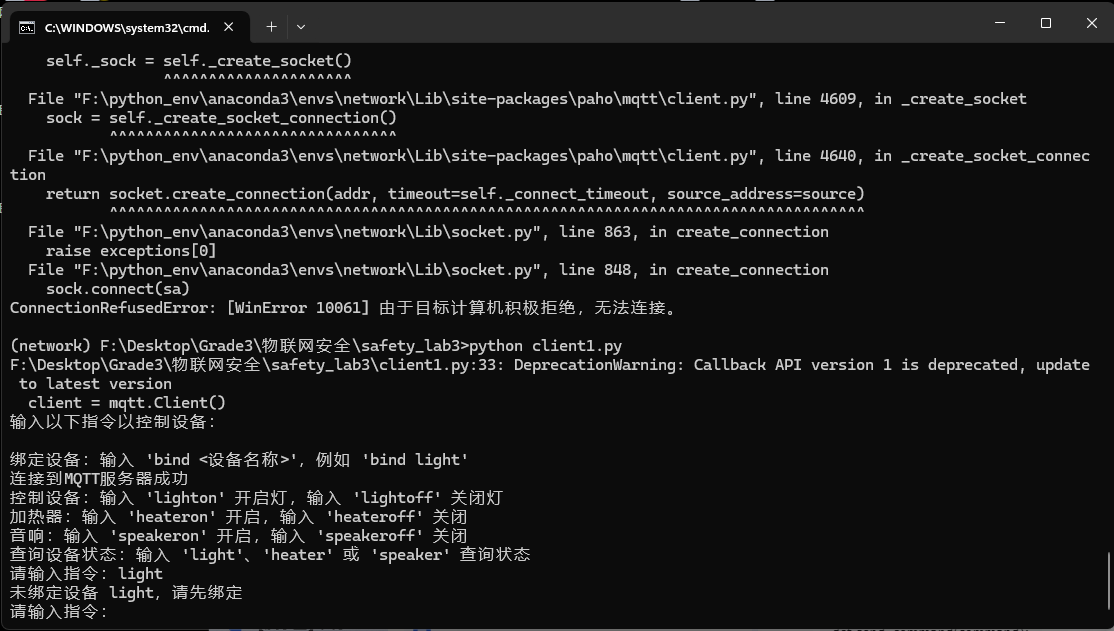 C:\WINDOWS\system32\cmd.
    self._sock = self._create_socket()
                 ^^^^^^^^^^^^^^^^^^^^^
  File "F:\python_env\anaconda3\envs\network\Lib\site-packages\paho\mqtt\client.py", line 4609, in _create_socket
    sock = self._create_socket_connection()
           ^^^^^^^^^^^^^^^^^^^^^^^^^^^^^^^^
  File "F:\python_env\anaconda3\envs\network\Lib\site-packages\paho\mqtt\client.py", line 4640, in _create_socket_connec
tion
    return socket.create_connection(addr, timeout=self._connect_timeout, source_address=source)
           ^^^^^^^^^^^^^^^^^^^^^^^^^^^^^^^^^^^^^^^^^^^^^^^^^^^^^^^^^^^^^^^^^^^^^^^^^^^^^^^^^^^^
  File "F:\python_env\anaconda3\envs\network\Lib\socket.py", line 863, in create_connection
    raise exceptions[0]
  File "F:\python_env\anaconda3\envs\network\Lib\socket.py", line 848, in create_connection
    sock.connect(sa)
ConnectionRefusedError: [WinError 10061] 由于目标计算机积极拒绝，无法连接。
(network) F:\Desktop\Grade3\物联网安全\safety_lab3>python client1.py
F:\Desktop\Grade3\物联网安全\safety_lab3\client1.py:33: DeprecationWarning: Callback API version 1 is deprecated, update
 to latest version
  client = mqtt.Client()
输入以下指令以控制设备：
绑定设备：输入 'bind <设备名称>'，例如 'bind light'
连接到MQTT服务器成功
控制设备：输入 'lighton' 开启灯，输入 'lightoff' 关闭灯
加热器：输入 'heateron' 开启，输入 'heateroff' 关闭
音响：输入 'speakeron' 开启，输入 'speakeroff' 关闭
查询设备状态：输入 'light'、'heater' 或 'speaker' 查询状态
请输入指令：light
未绑定设备 light，请先绑定
请输入指令：